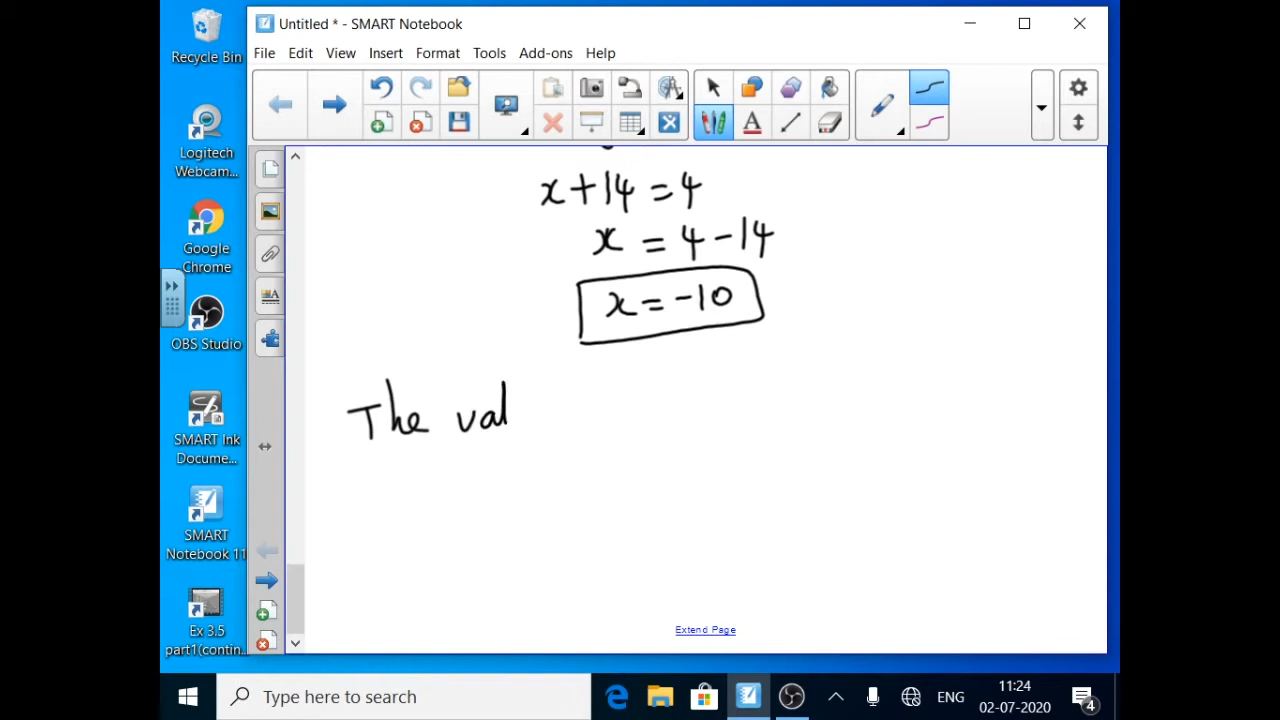 Recycle Bin
Logitech
Webcam...
Google
Chrome
OBS Studio
SMART Ink
Docume...
SMART
Notebook 11
Ex 3.5
part1(contin...
Untitled * - SMART Notebook
File Edit View Insert Format Tools Add-ons Help
x+14 = 4
x = 4-14
x = -10
The val
Extend Page
Type here to search
ENG
11:24
02-07-2020
4